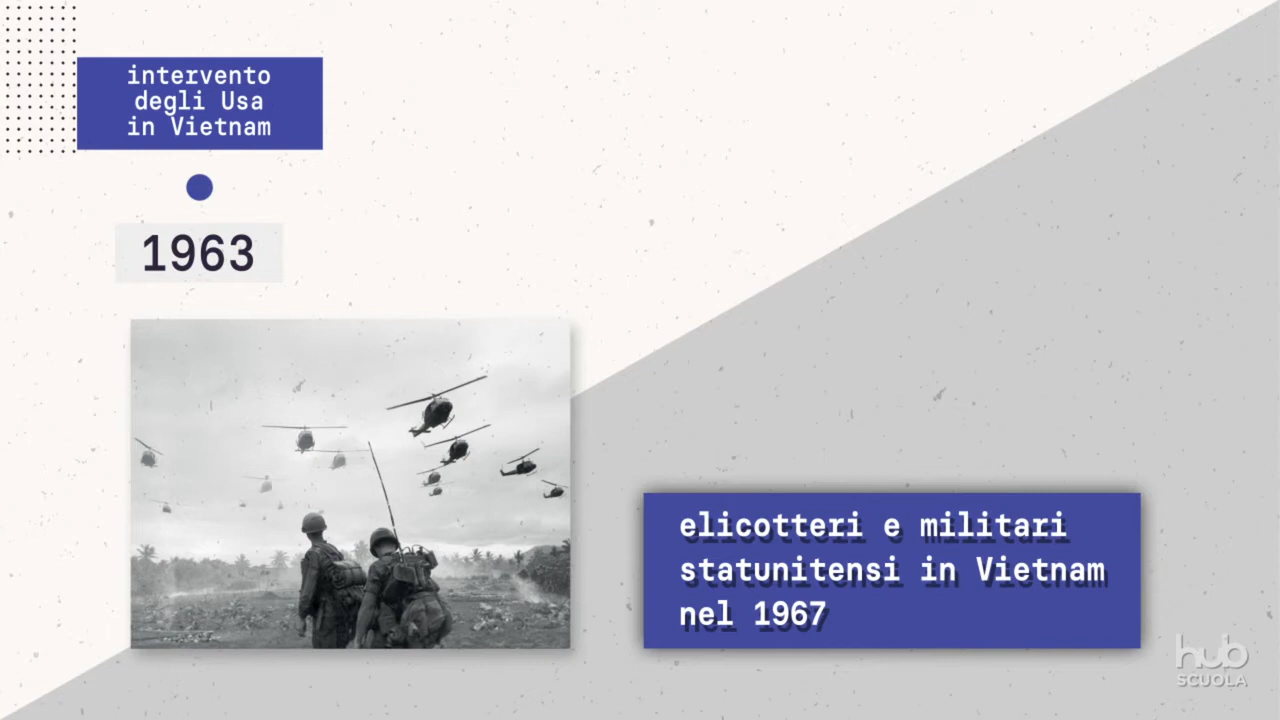 intervento
degli Usa
in Vietnam
1963
elicotteri e militari
statunitensi in Vietnam
nel 1967
hub
SCUOLA